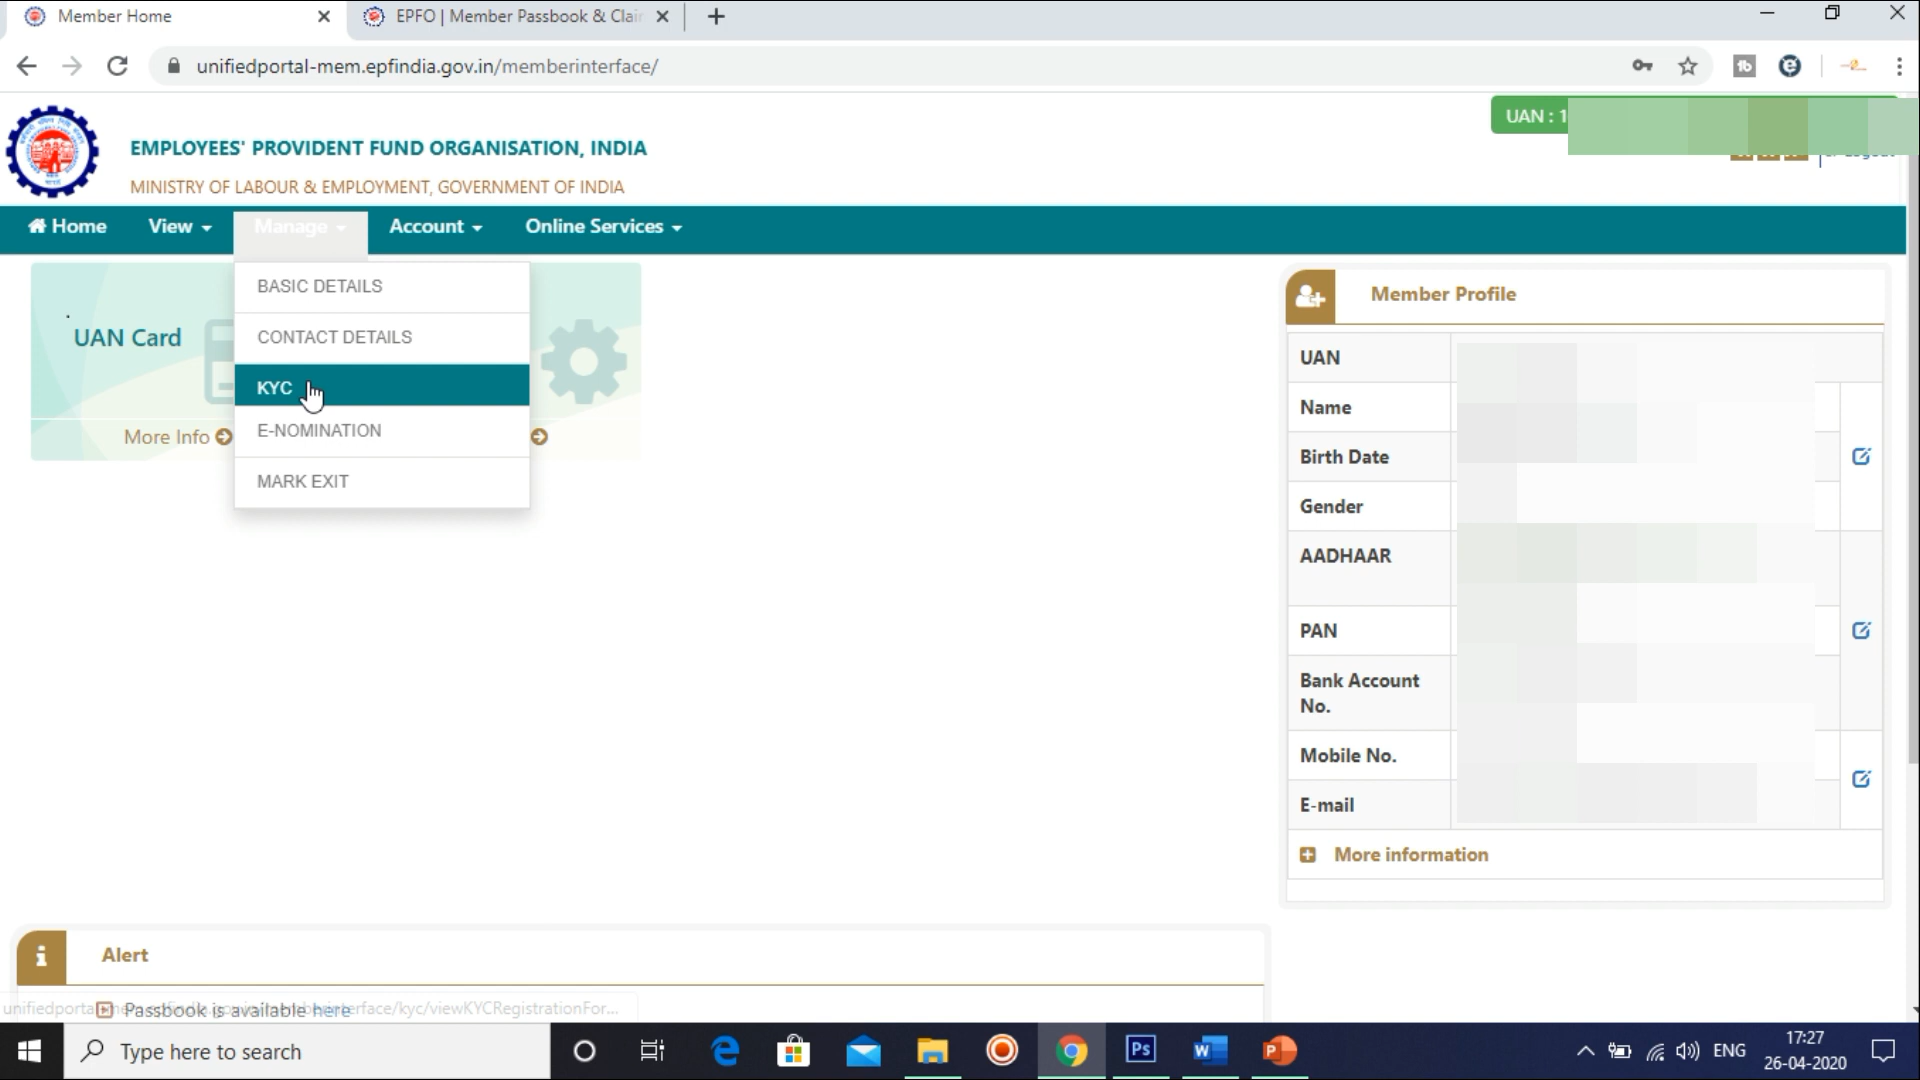 Member Home
EPFO | Member Passbook & Clai
unifiedportal-mem.epfindia.gov.in/memberinterface/
UAN : 1
EMPLOYEES' PROVIDENT FUND ORGANISATION, INDIA
MINISTRY OF LABOUR & EMPLOYMENT, GOVERNMENT OF INDIA
Home View Manage Account Online Services
BASIC DETAILS
CONTACT DETAILS
KYC
E-NOMINATION
MARK EXIT
UAN Card
More Info
Member Profile
UAN
Name
Birth Date
Gender
AADHAAR
PAN
Bank Account
No.
Mobile No.
E-mail
More information
Alert
Passbook is available here
Type here to search
ENG
17:27
26-04-2020